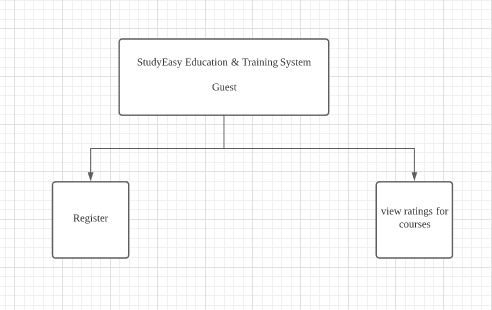 StudyEasy Education & Training System
Guest
Register
view ratings for
courses